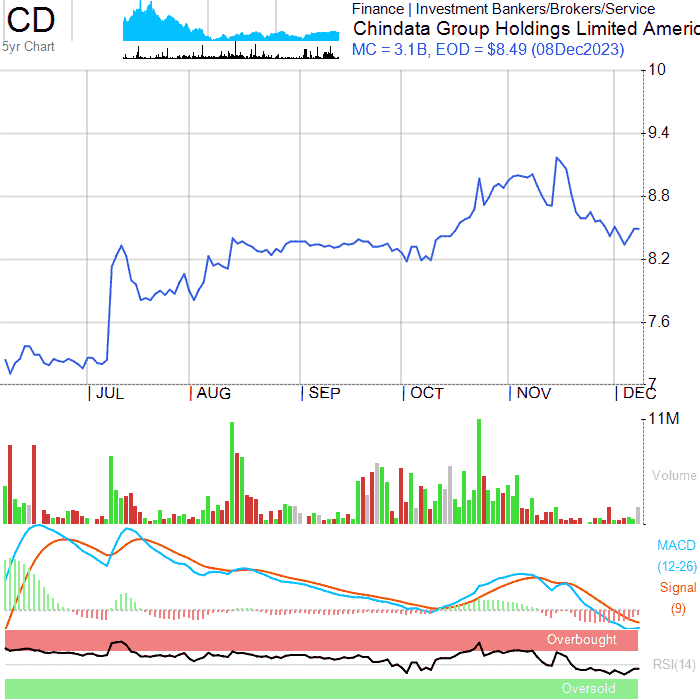 CD
5yr Chart
Finance | Investment Bankers/Brokers/Service
Chindata Group Holdings Limited Americ
MC = 3.1B, EOD = $8.49 (08Dec2023)
10
9.4
8.8
8.2
7.6
7
JUL AUG SEP OCT NOV DEC
11M
Volume
MACD
(12-26)
Signal
(9)
Overbought
RSI(14)
Oversold